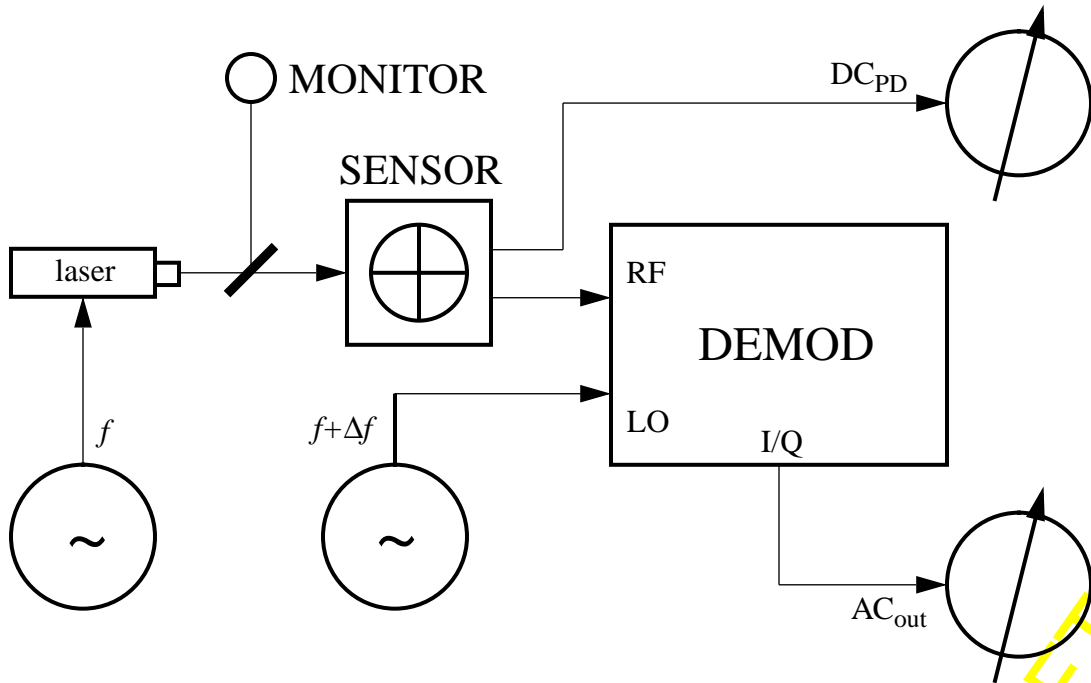 MONITOR
DC_PD
SENSOR
laser
RF
DEMOD
f
f+Δf
LO
I/Q
~
~
AC_out